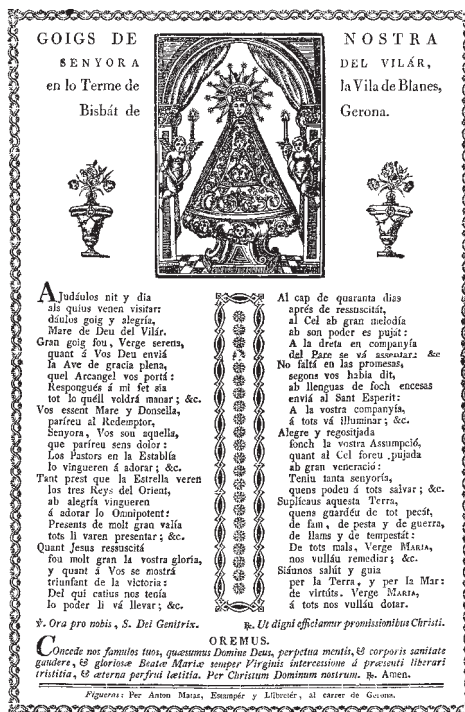 GOIGS DE NOSTRA
SENYORA DEL VILÁR,
en lo Terme de la Vila de Blanes,
Bisbát de Gerona.
AJudáulos nit y dia
als quius venen visitar:
dáulos goig y alegría,
Mare de Deu del Vilár.
Gran goig fou, Verge serena,
quant á Vos Deu enviá
la Ave de gracia plena,
quel Arcangel vos portá:
Respongués á mi fet sia
tot lo quéll voldrá manar; &c.
Vos essent Mare y Donsella,
paríreu al Redemptor,
Senyora, Vos sou aquella,
que paríreu sens dolor:
Los Pastors en la Establía
lo vingueren á adorar; &c.
Tant prest que la Estrella veren
los tres Reys del Orient,
ab alegría vingueren
á adorar lo Omnipotent:
Presents de molt gran valía
tots li varen presentar; &c.
Quant Jesus ressuscitá
fou molt gran la vostra gloria,
y quant á Vos se mostrá
triunfant de la victoria:
Del qui catius nos tenía
lo poder li vá llevar; &c.
Al cap de quaranta dias
aprés de ressuscitát,
al Cel ab gran melodía
ab son poder es pujat:
A la dreta en companyía
del Pare se vá assentar; &c
No faltá en las promesas,
segons vos habia dit,
ab llenguas de foch encesas
enviá al Sant Esperit:
A la vostra companyía,
á tots vá illuminar; &c.
Alegre y regositjada
fonch la vostra Assumpció,
quant al Cel foreu pujada
ab gran veneració:
Teniu tanta senyoría,
quens podeu á tots salvar; &c.
Suplicaus aquesta Terra,
quens guardéu de tot pecát,
de fam, de pesta y de guerra,
de llams y de tempestát:
De tots mals, Verge MARIA,
nos vulláu remediar; &c.
Siáunos salút y guia
per la Terra, y per la Mar:
de virtúts, Verge MARIA,
á tots nos vulláu dotar.
℣. Ora pro nobis, S. Dei Genitrix. ℟. Ut digni efficiamur promissionibus Christi.
OREMUS.
Concede nos famulos tuos, quæsumus Domine Deus, perpetua mentis, & corporis sanitate
gaudere, & gloriosæ Beatæ Mariæ semper Virginis intercessione á præsenti liberari
tristitia, & æterna perfrui lætitia. Per Christum Dominum nostrum. ℟. Amen.
Figueras: Per Anton Matas, Estampér y Llibretér, al carrer de Gerona.